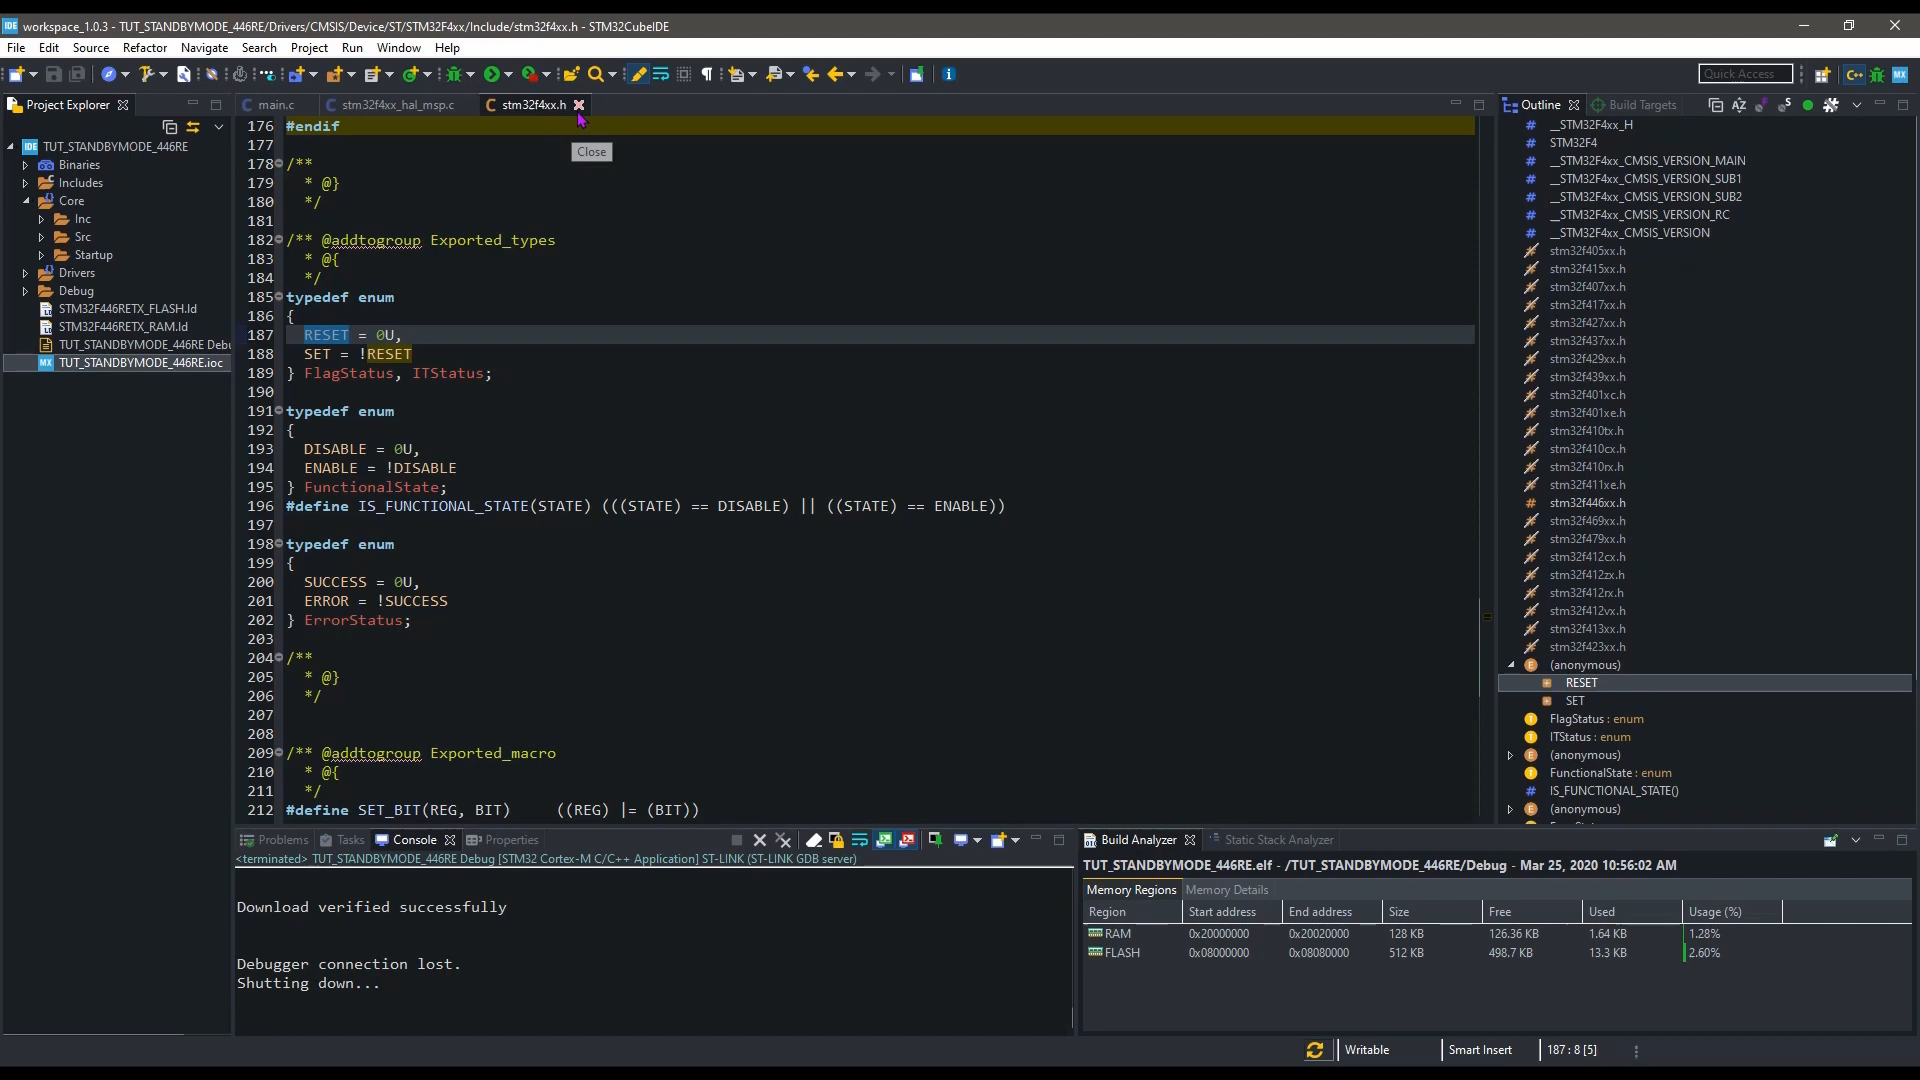 IDE workspace_1.0.3 - TUT_STANDBYMODE_446RE/Drivers/CMSIS/Device/ST/STM32F4xx/Include/stm32f4xx.h - STM32CubeIDE
File Edit Source Refactor Navigate Search Project Run Window Help
Quick Access
Project Explorer
TUT_STANDBYMODE_446RE
Binaries
Includes
Core
Inc
Src
Startup
Drivers
Debug
STM32F446RETX_FLASH.ld
STM32F446RETX_RAM.ld
TUT_STANDBYMODE_446RE Debu
TUT_STANDBYMODE_446RE.ioc
main.c stm32f4xx_hal_msp.c stm32f4xx.h
Close
176 #endif
177
178 /**
179 * @}
180 */
181
182 /** @addtogroup Exported_types
183 * @{
184 */
185 typedef enum
186 {
187 RESET = 0U,
188 SET = !RESET
189 } FlagStatus, ITStatus;
190
191 typedef enum
192 {
193 DISABLE = 0U,
194 ENABLE = !DISABLE
195 } FunctionalState;
196 #define IS_FUNCTIONAL_STATE(STATE) (((STATE) == DISABLE) || ((STATE) == ENABLE))
197
198 typedef enum
199 {
200 SUCCESS = 0U,
201 ERROR = !SUCCESS
202 } ErrorStatus;
203
204 /**
205 * @}
206 */
207
208
209 /** @addtogroup Exported_macro
210 * @{
211 */
212 #define SET_BIT(REG, BIT) ((REG) |= (BIT))
Outline Build Targets
__STM32F4xx_H
STM32F4
__STM32F4xx_CMSIS_VERSION_MAIN
__STM32F4xx_CMSIS_VERSION_SUB1
__STM32F4xx_CMSIS_VERSION_SUB2
__STM32F4xx_CMSIS_VERSION_RC
__STM32F4xx_CMSIS_VERSION
stm32f405xx.h
stm32f415xx.h
stm32f407xx.h
stm32f417xx.h
stm32f427xx.h
stm32f437xx.h
stm32f429xx.h
stm32f439xx.h
stm32f401xc.h
stm32f401xe.h
stm32f410tx.h
stm32f410cx.h
stm32f410rx.h
stm32f411xe.h
stm32f446xx.h
stm32f469xx.h
stm32f479xx.h
stm32f412cx.h
stm32f412zx.h
stm32f412rx.h
stm32f412vx.h
stm32f413xx.h
stm32f423xx.h
(anonymous)
RESET
SET
FlagStatus : enum
ITStatus : enum
(anonymous)
FunctionalState : enum
IS_FUNCTIONAL_STATE()
(anonymous)
Problems Tasks Console Properties
<terminated> TUT_STANDBYMODE_446RE Debug [STM32 Cortex-M C/C++ Application] ST-LINK (ST-LINK GDB server)
Download verified successfully
Debugger connection lost.
Shutting down...
Build Analyzer Static Stack Analyzer
TUT_STANDBYMODE_446RE.elf - /TUT_STANDBYMODE_446RE/Debug - Mar 25, 2020 10:56:02 AM
Memory Regions Memory Details
Region Start address End address Size Free Used Usage (%)
RAM 0x20000000 0x20020000 128 KB 126.36 KB 1.64 KB 1.28%
FLASH 0x08000000 0x08080000 512 KB 498.7 KB 13.3 KB 2.60%
Writable Smart Insert 187 : 8 [5]